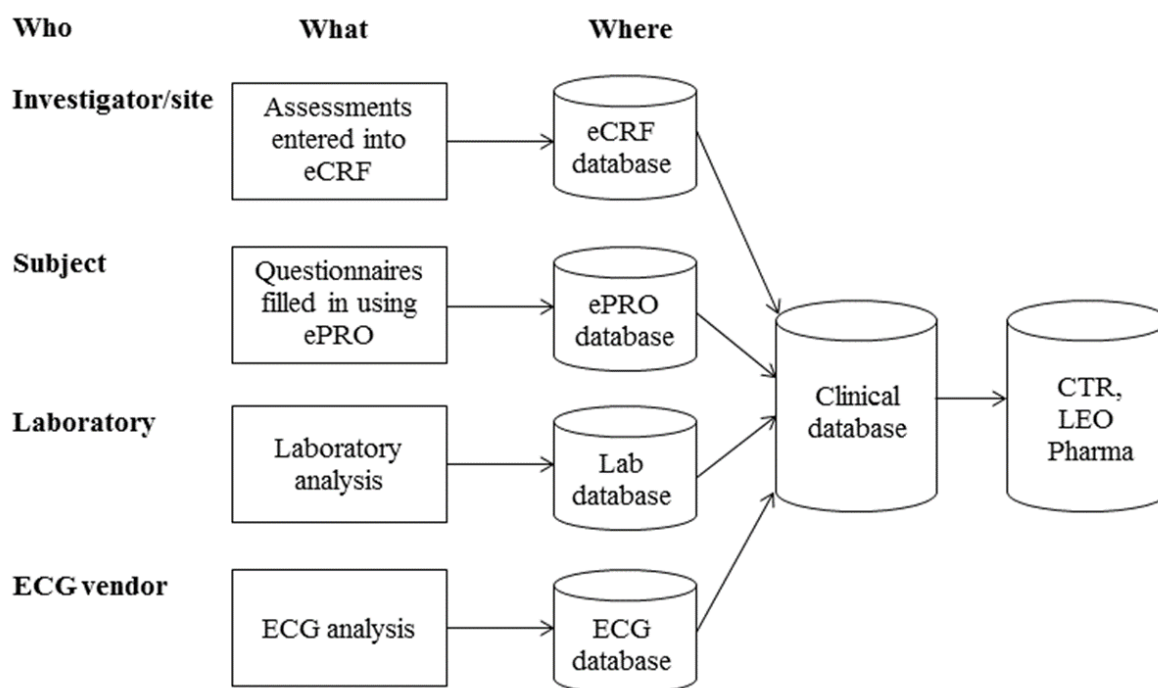 Who
What
Where
Investigator/site
Assessments
entered into
eCRF
eCRF
database
Subject
Questionnaires
filled in using
ePRO
ePRO
database
Clinical
database
CTR,
LEO
Pharma
Laboratory
Laboratory
analysis
Lab
database
ECG vendor
ECG analysis
ECG
database